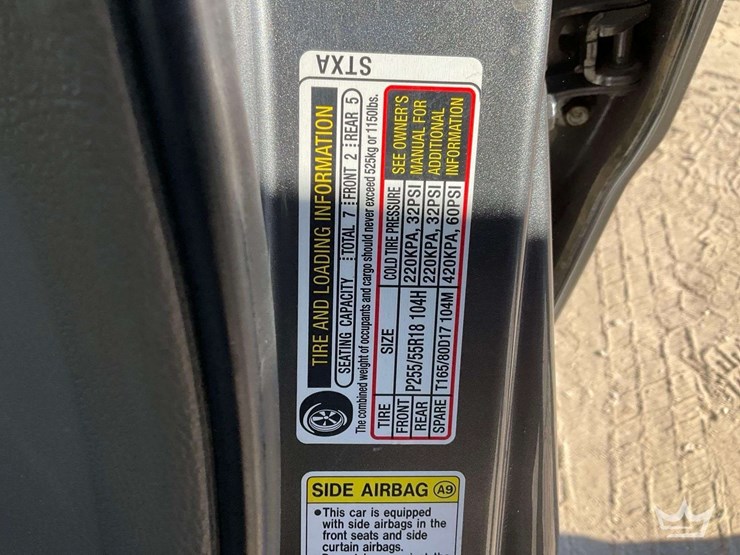 STXA
TIRE AND LOADING INFORMATION
SEATING CAPACITY TOTAL 7 FRONT 2 REAR 5
The combined weight of occupants and cargo should never exceed 525kg or 1150lbs.
TIRE SIZE COLD TIRE PRESSURE SEE OWNER'S MANUAL FOR ADDITIONAL INFORMATION
FRONT P255/55R18 104H 220KPA, 32PSI
REAR 220KPA, 32PSI
SPARE T165/80D17 104M 420KPA, 60PSI
SIDE AIRBAG A9
●This car is equipped
with side airbags in the
front seats and side
curtain airbags.